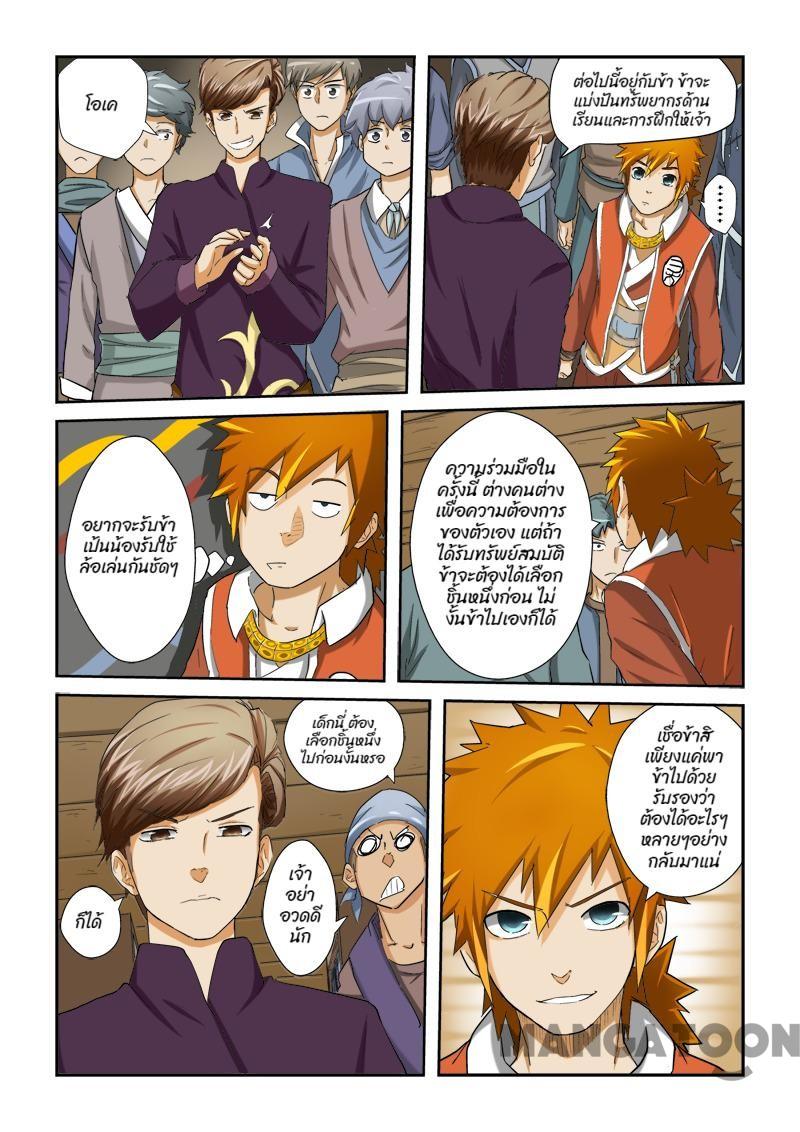 โอเค
ต่อไปนี้อยู่กับข้า ข้าจะ
แบ่งปันทรัพยากรด้าน
เรียนและการฝึกให้เจ้า
อยากจะรับข้า
เป็นน้องรับใช้
ล้อเล่นกันชัดๆ
ความร่วมมือใน
ครั้งนี้ ต่างคนต่าง
เพื่อความต้องการ
ของตัวเอง แต่ถ้า
ได้รับทรัพย์สมบัติ
ข้าจะต้องได้เลือก
ชิ้นหนึ่งก่อน ไม่
งั้นข้าไปเองก็ได้
เด็กนี่ ต้อง
เลือกชิ้นหนึ่ง
ไปก่อนงั้นหรอ
ก็ได้
เจ้า
อย่า
อวดดี
นัก
เชื่อข้าสิ
เพียงแค่พา
ข้าไปด้วย
รับรองว่า
ต้องได้อะไรๆ
หลายๆอย่าง
กลับมาแน่
MANGATOON